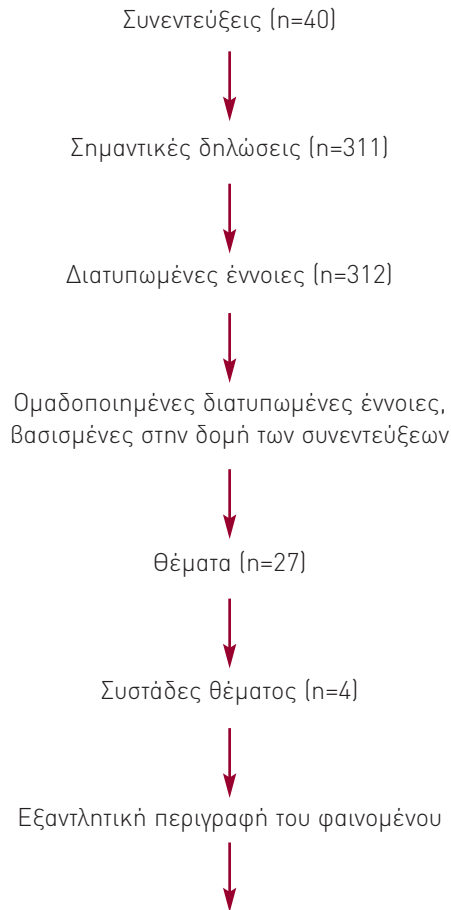 Συνεντεύξεις (n=40)
Σημαντικές δηλώσεις (n=311)
Διατυπωμένες έννοιες (n=312)
Ομαδοποιημένες διατυπωμένες έννοιες,
βασισμένες στην δομή των συνεντεύξεων
Θέματα (n=27)
Συστάδες θέματος (n=4)
Εξαντλητική περιγραφή του φαινομένου